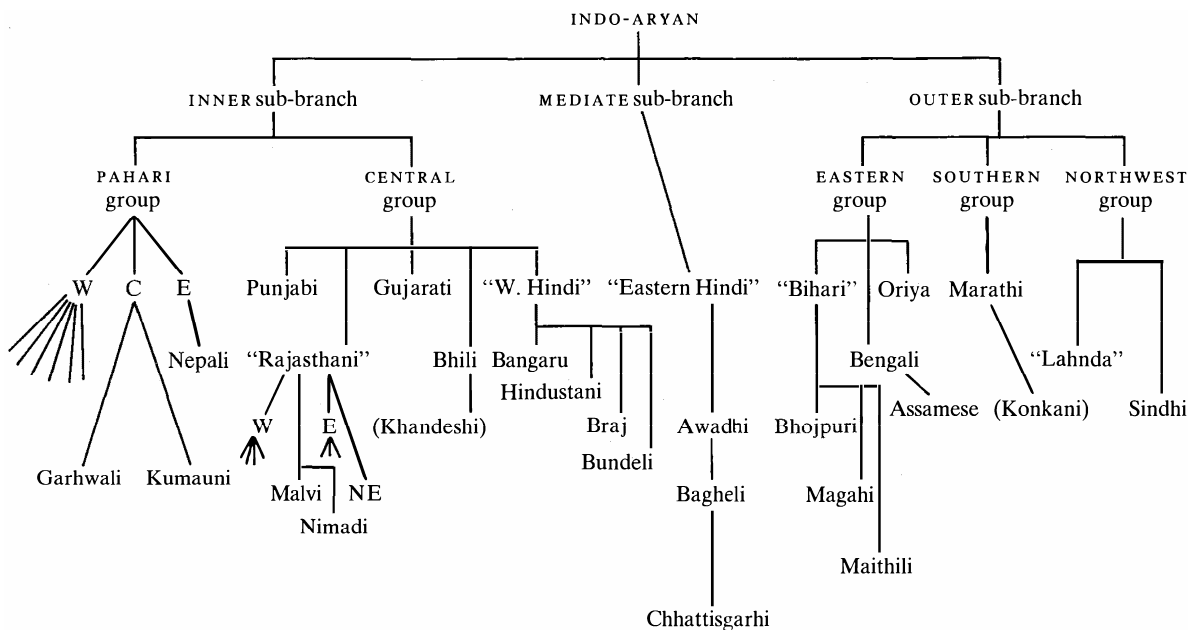 INDO-ARYAN
INNER sub-branch
MEDIATE sub-branch
OUTER sub-branch
PAHARI
group
CENTRAL
group
EASTERN
group
SOUTHERN
group
NORTHWEST
group
W
C
E
Punjabi
Gujarati
“W. Hindi”
“Eastern Hindi”
“Bihari”
Oriya
Marathi
Nepali
“Rajasthani”
Bhili
Bangaru
Bengali
“Lahnda”
Hindustani
W
E
(Khandeshi)
Braj
Awadhi
Bhojpuri
Assamese
(Konkani)
Sindhi
Bundeli
Garhwali
Kumauni
Malvi
NE
Bagheli
Magahi
Nimadi
Maithili
Chhattisgarhi